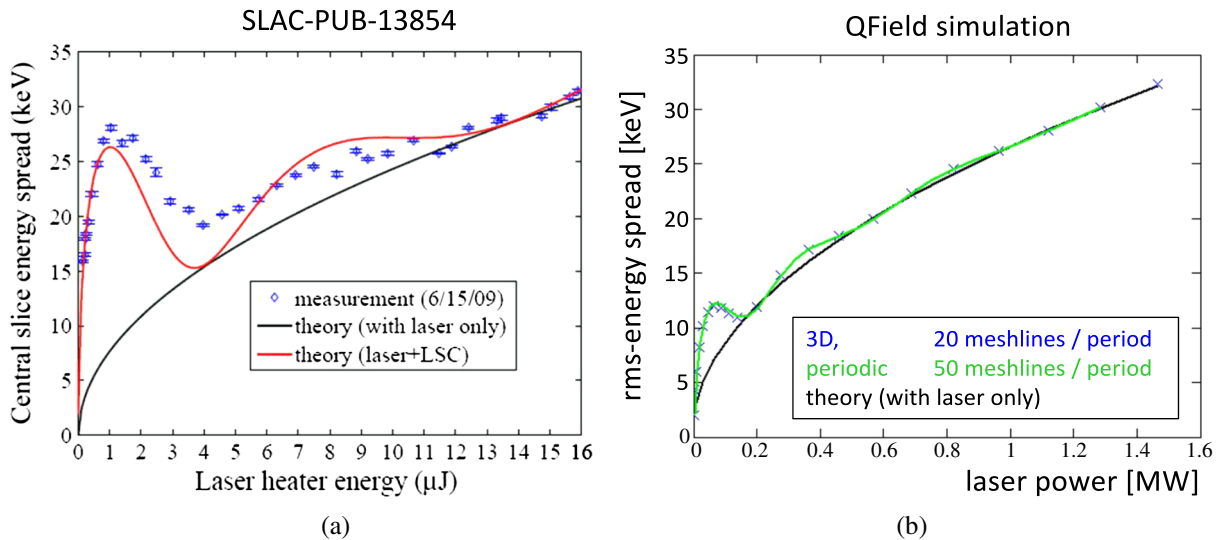 SLAC-PUB-13854
Central slice energy spread (keV)
35
30
25
20
15
10
5
0
measurement (6/15/09)
theory (with laser only)
theory (laser+LSC)
0 1 2 3 4 5 6 7 8 9 10 11 12 13 14 15 16
Laser heater energy (μJ)
(a)
QField simulation
rms-energy spread [keV]
35
30
25
20
15
10
5
0
3D, 20 meshlines / period
periodic 50 meshlines / period
theory (with laser only)
0 0.2 0.4 0.6 0.8 1 1.2 1.4 1.6
laser power [MW]
(b)